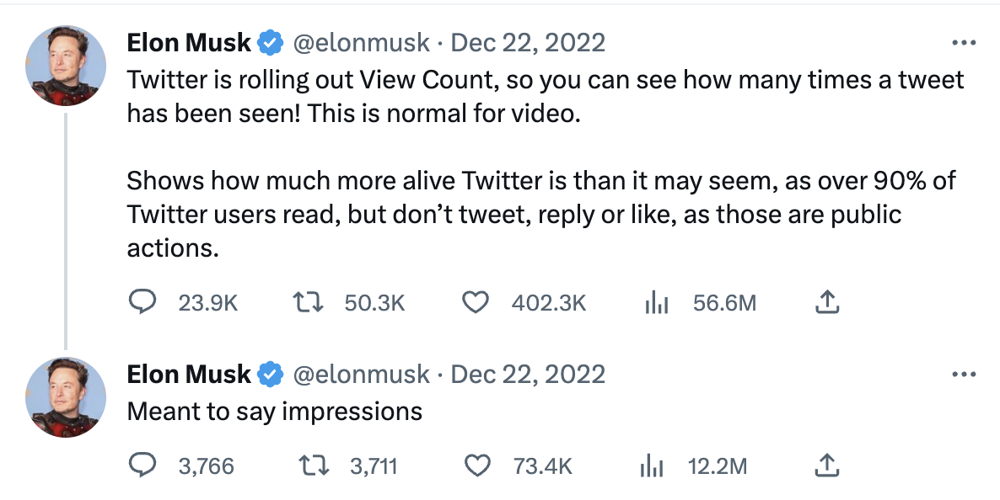 Elon Musk @elonmusk · Dec 22, 2022
Twitter is rolling out View Count, so you can see how many times a tweet
has been seen! This is normal for video.
Shows how much more alive Twitter is than it may seem, as over 90% of
Twitter users read, but don’t tweet, reply or like, as those are public
actions.
23.9K 50.3K 402.3K 56.6M
Elon Musk @elonmusk · Dec 22, 2022
Meant to say impressions
3,766 3,711 73.4K 12.2M